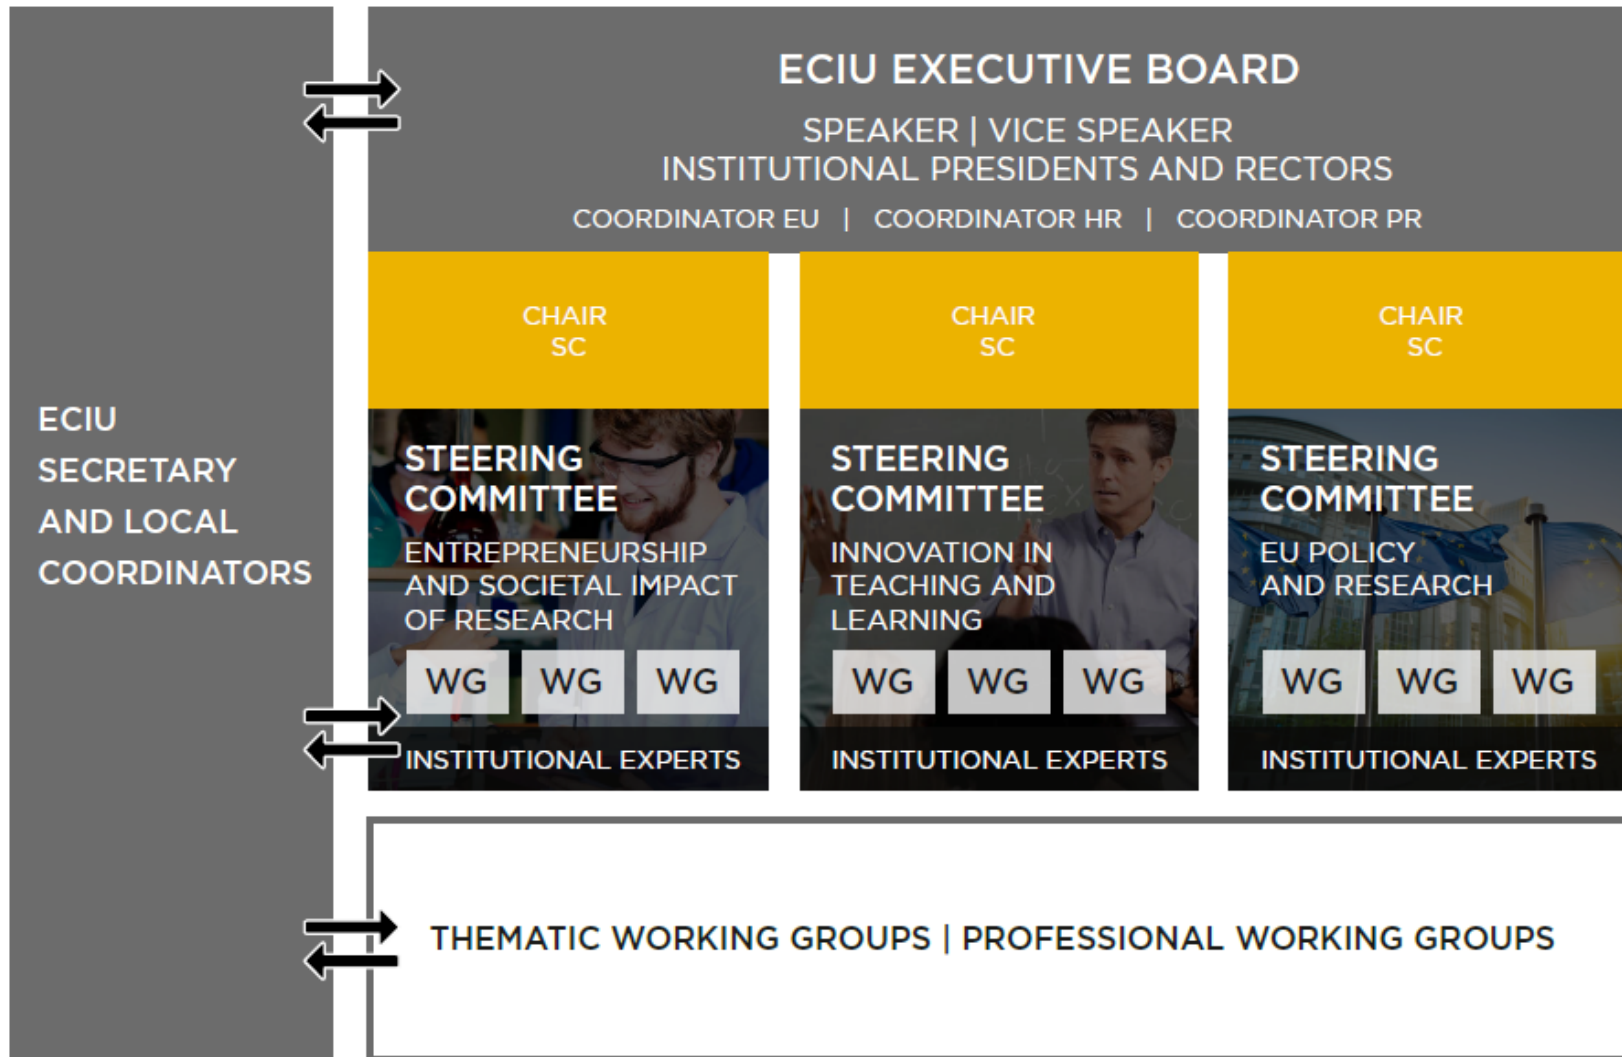 ECIU EXECUTIVE BOARD
SPEAKER | VICE SPEAKER
INSTITUTIONAL PRESIDENTS AND RECTORS
COORDINATOR EU | COORDINATOR HR | COORDINATOR PR
ECIU
SECRETARY
AND LOCAL
COORDINATORS
CHAIR
SC
STEERING
COMMITTEE
ENTREPRENEURSHIP
AND SOCIETAL IMPACT
OF RESEARCH
WG WG WG
INSTITUTIONAL EXPERTS
CHAIR
SC
STEERING
COMMITTEE
INNOVATION IN
TEACHING AND
LEARNING
WG WG WG
INSTITUTIONAL EXPERTS
CHAIR
SC
STEERING
COMMITTEE
EU POLICY
AND RESEARCH
WG WG WG
INSTITUTIONAL EXPERTS
THEMATIC WORKING GROUPS | PROFESSIONAL WORKING GROUPS